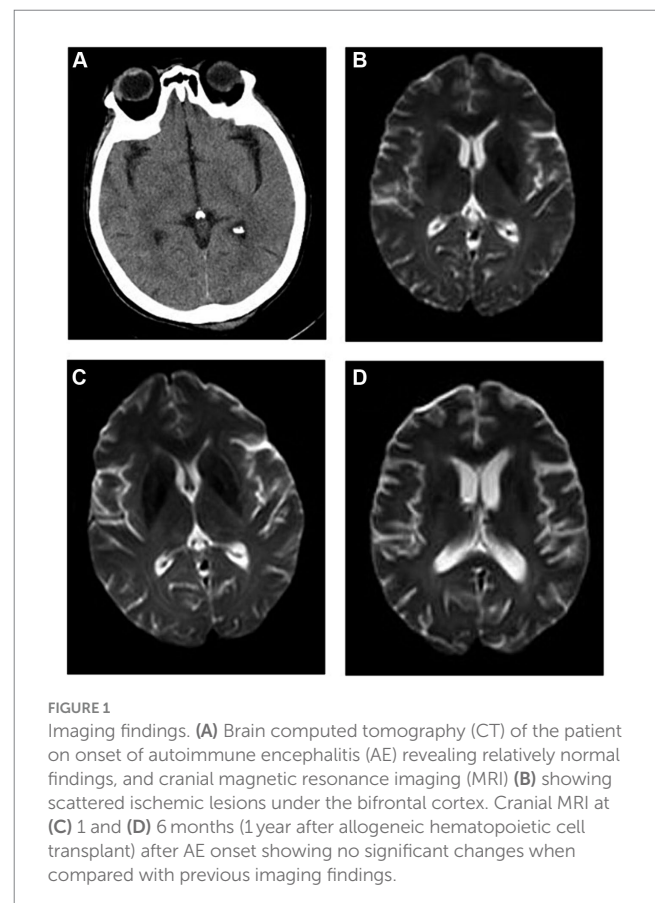 A
B
C
D
FIGURE 1
Imaging findings. (A) Brain computed tomography (CT) of the patient
on onset of autoimmune encephalitis (AE) revealing relatively normal
findings, and cranial magnetic resonance imaging (MRI) (B) showing
scattered ischemic lesions under the bifrontal cortex. Cranial MRI at
(C) 1 and (D) 6 months (1 year after allogeneic hematopoietic cell
transplant) after AE onset showing no significant changes when
compared with previous imaging findings.